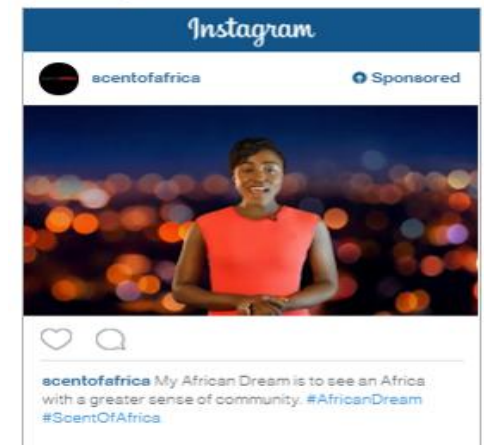 Instagram
scentofafrica Sponsored
scentofafrica My African Dream is to see an Africa
with a greater sense of community. #AfricanDream
#ScentOfAfrica